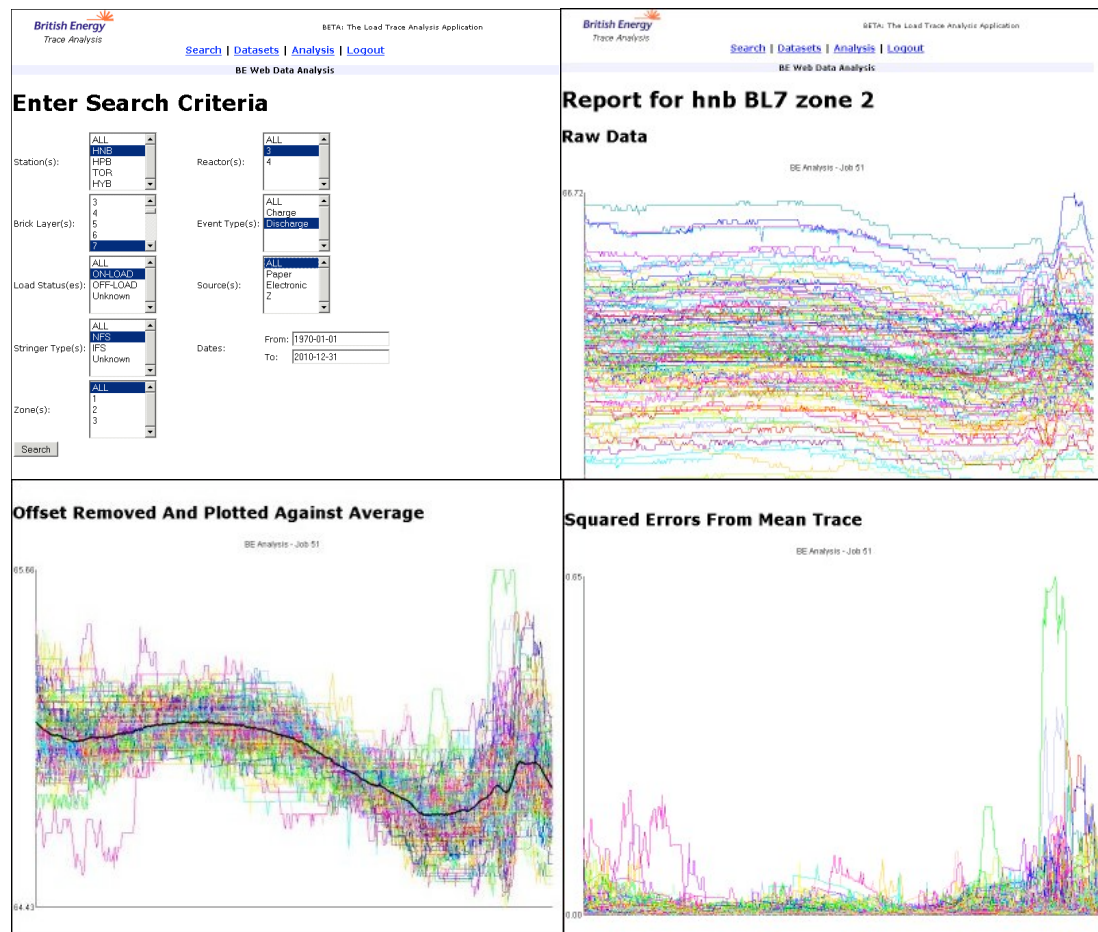 British Energy
Trace Analysis
BETA: The Load Trace Analysis Application
Search | Datasets | Analysis | Logout
BE Web Data Analysis
Enter Search Criteria
Station(s):
ALL
HNB
HPB
TOR
HYB
Reactor(s):
ALL
3
4
Brick Layer(s):
3
4
5
6
7
Event Type(s):
ALL
Charge
Discharge
Load Status(es):
ALL
ON-LOAD
OFF-LOAD
Unknown
Source(s):
ALL
Paper
Electronic
Z
Stringer Type(s):
ALL
NFS
IFS
Unknown
Dates:
From: 1970-01-01
To: 2010-12-31
Zone(s):
ALL
1
2
3
Search
British Energy
Trace Analysis
BETA: The Load Trace Analysis Application
Search | Datasets | Analysis | Logout
BE Web Data Analysis
Report for hnb BL7 zone 2
Raw Data
BE Analysis - Job 51
66.72
Offset Removed And Plotted Against Average
BE Analysis - Job 51
65.66
64.43
Squared Errors From Mean Trace
BE Analysis - Job 51
0.65
0.00